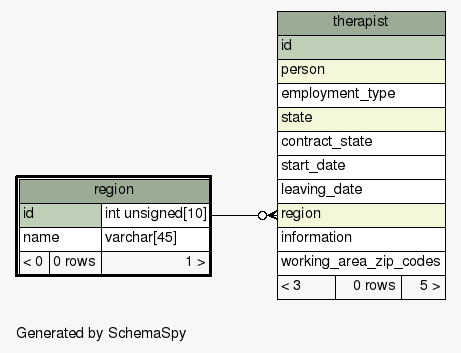 therapist
id
person
employment_type
state
contract_state
start_date
leaving_date
region
information
working_area_zip_codes
< 3 0 rows 5 >
region
id int unsigned[10]
name varchar[45]
< 0 0 rows 1 >
Generated by SchemaSpy